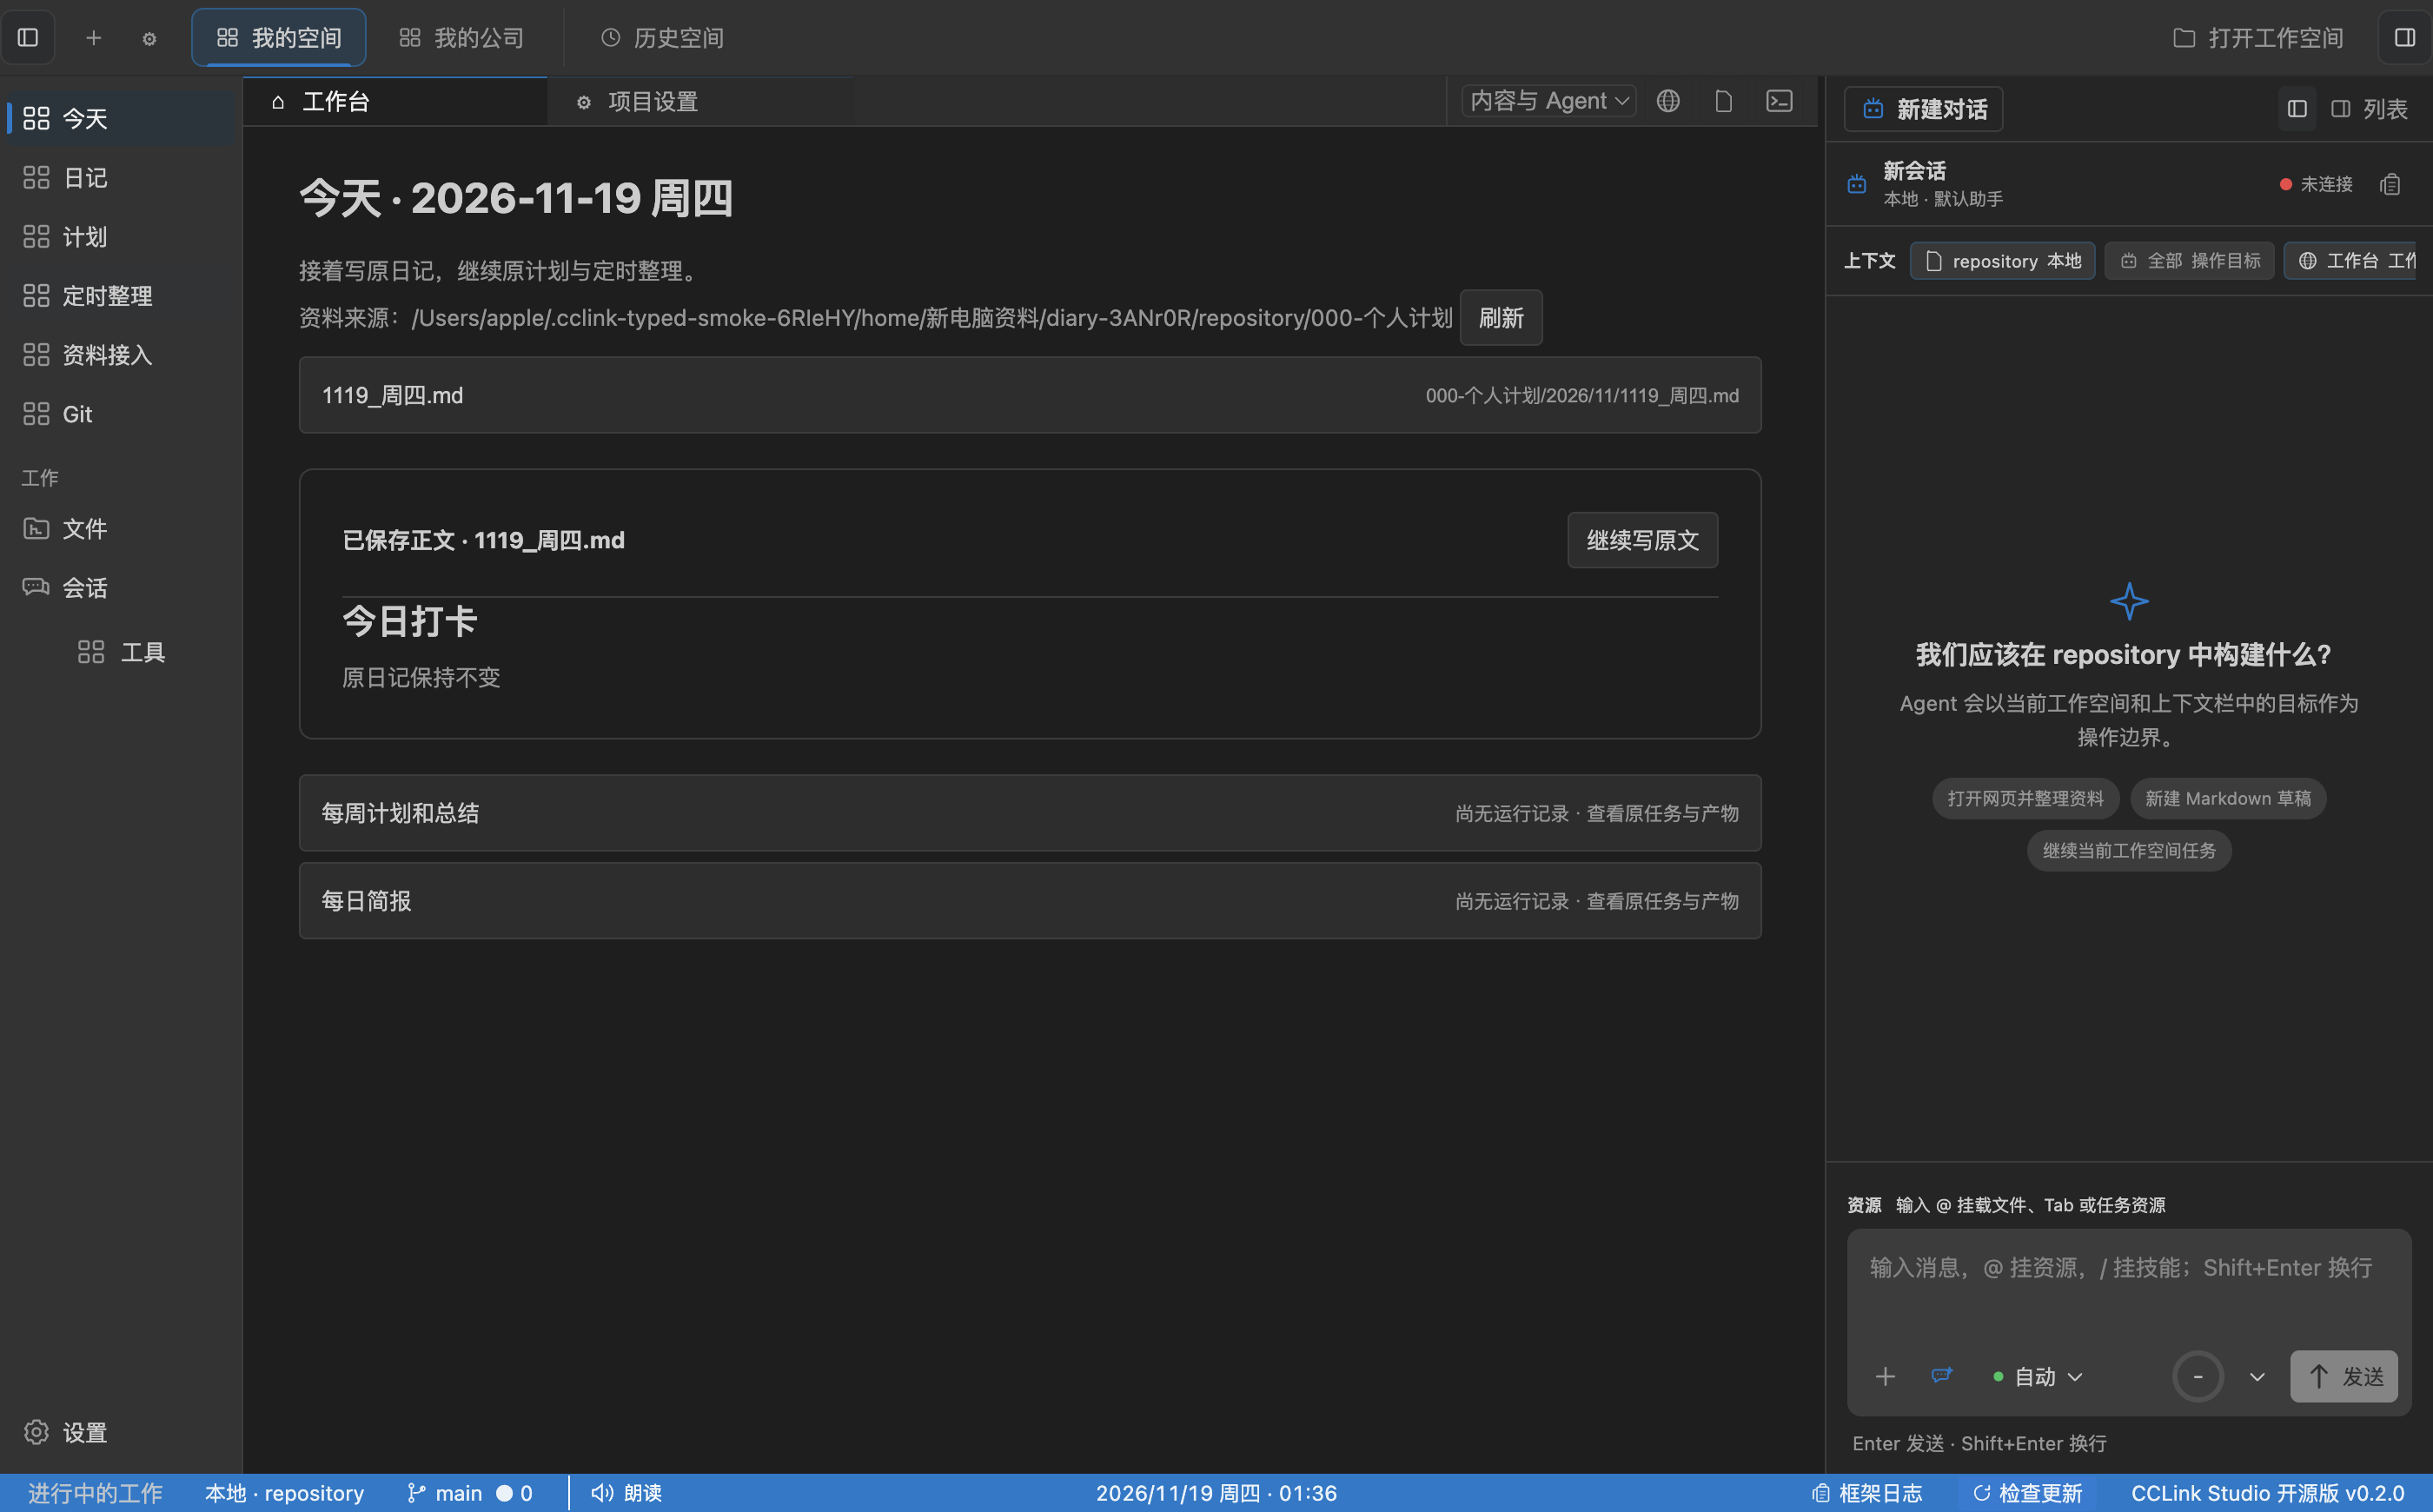 我的空间
我的公司
历史空间
打开工作空间
今天
日记
计划
定时整理
资料接入
Git
工作
文件
会话
工具
设置
工作台
项目设置
内容与 Agent
今天 · 2026-11-19 周四
接着写原日记，继续原计划与定时整理。
资料来源：/Users/apple/.cclink-typed-smoke-6RIeHY/home/新电脑资料/diary-3ANr0R/repository/000-个人计划 刷新
1119_周四.md 000-个人计划/2026/11/1119_周四.md
已保存正文 · 1119_周四.md 继续写原文
今日打卡
原日记保持不变
每周计划和总结 尚无运行记录 · 查看原任务与产物
每日简报 尚无运行记录 · 查看原任务与产物
新建对话 列表
新会话
本地 · 默认助手
未连接
上下文 repository 本地 全部 操作目标 工作台 工作
我们应该在 repository 中构建什么？
Agent 会以当前工作空间和上下文栏中的目标作为
操作边界。
打开网页并整理资料 新建 Markdown 草稿
继续当前工作空间任务
资源 输入 @ 挂载文件、Tab 或任务资源
输入消息，@ 挂资源，/ 挂技能；Shift+Enter 换行
自动 - 发送
Enter 发送 · Shift+Enter 换行
进行中的工作 本地 · repository main 0 朗读 2026/11/19 周四 · 01:36 框架日志 检查更新 CCLink Studio 开源版 v0.2.0